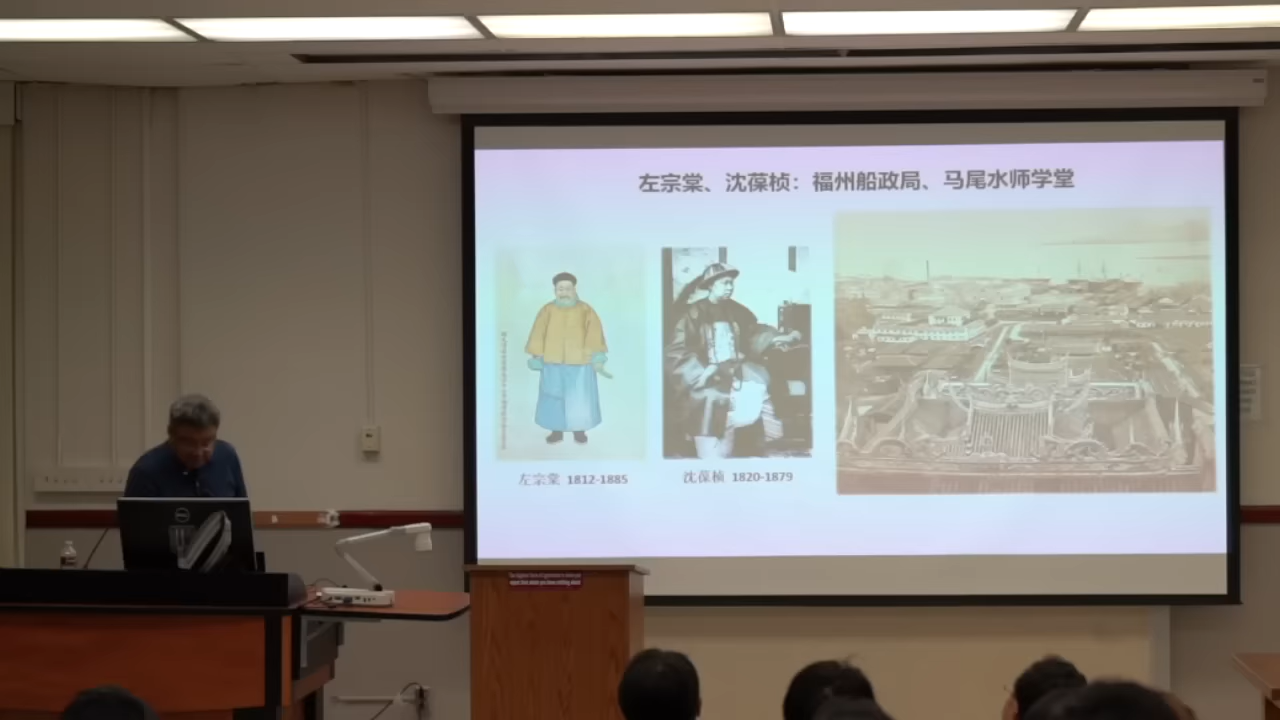 左宗棠、沈葆桢：福州船政局、马尾水师学堂
左宗棠 1812-1885
沈葆桢 1820-1879
DELL